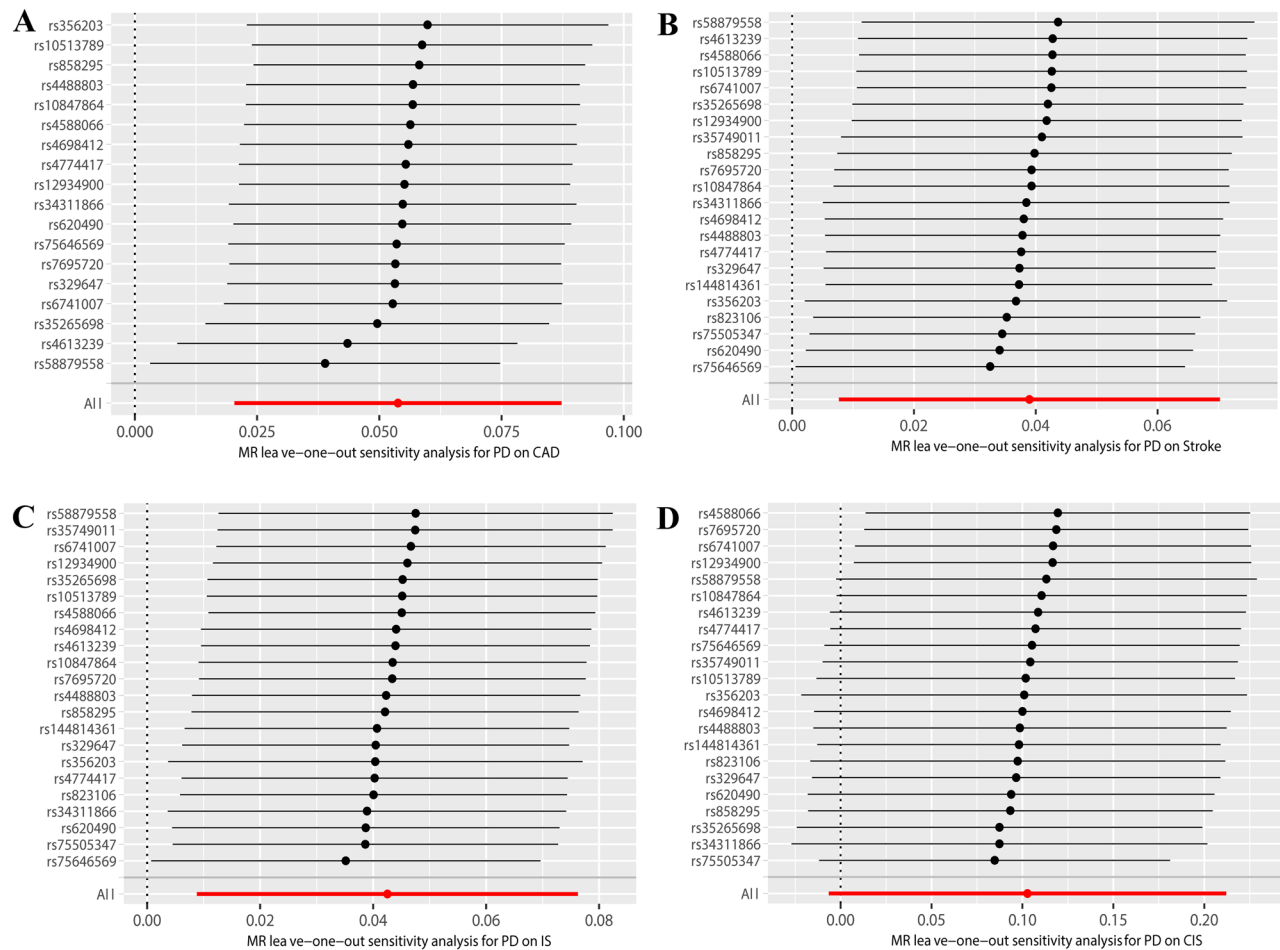 A
rs356203
rs10513789
rs858295
rs4488803
rs10847864
rs4588066
rs4698412
rs4774417
rs12934900
rs34311866
rs620490
rs75646569
rs7695720
rs329647
rs6741007
rs35265698
rs4613239
rs58879558
All
0.000 0.025 0.050 0.075 0.100
MR lea ve−one−out sensitivity analysis for PD on CAD
B
rs58879558
rs4613239
rs4588066
rs10513789
rs6741007
rs35265698
rs12934900
rs35749011
rs858295
rs7695720
rs10847864
rs34311866
rs4698412
rs4488803
rs4774417
rs329647
rs144814361
rs356203
rs823106
rs75505347
rs620490
rs75646569
All
0.00 0.02 0.04 0.06
MR lea ve−one−out sensitivity analysis for PD on Stroke
C
rs58879558
rs35749011
rs6741007
rs12934900
rs35265698
rs10513789
rs4588066
rs4698412
rs4613239
rs10847864
rs7695720
rs4488803
rs858295
rs144814361
rs329647
rs356203
rs4774417
rs823106
rs34311866
rs620490
rs75505347
rs75646569
All
0.00 0.02 0.04 0.06 0.08
MR lea ve−one−out sensitivity analysis for PD on IS
D
rs4588066
rs7695720
rs6741007
rs12934900
rs58879558
rs10847864
rs4613239
rs4774417
rs75646569
rs35749011
rs10513789
rs356203
rs4698412
rs4488803
rs144814361
rs823106
rs329647
rs620490
rs858295
rs35265698
rs34311866
rs75505347
All
0.00 0.05 0.10 0.15 0.20
MR lea ve−one−out sensitivity analysis for PD on CIS